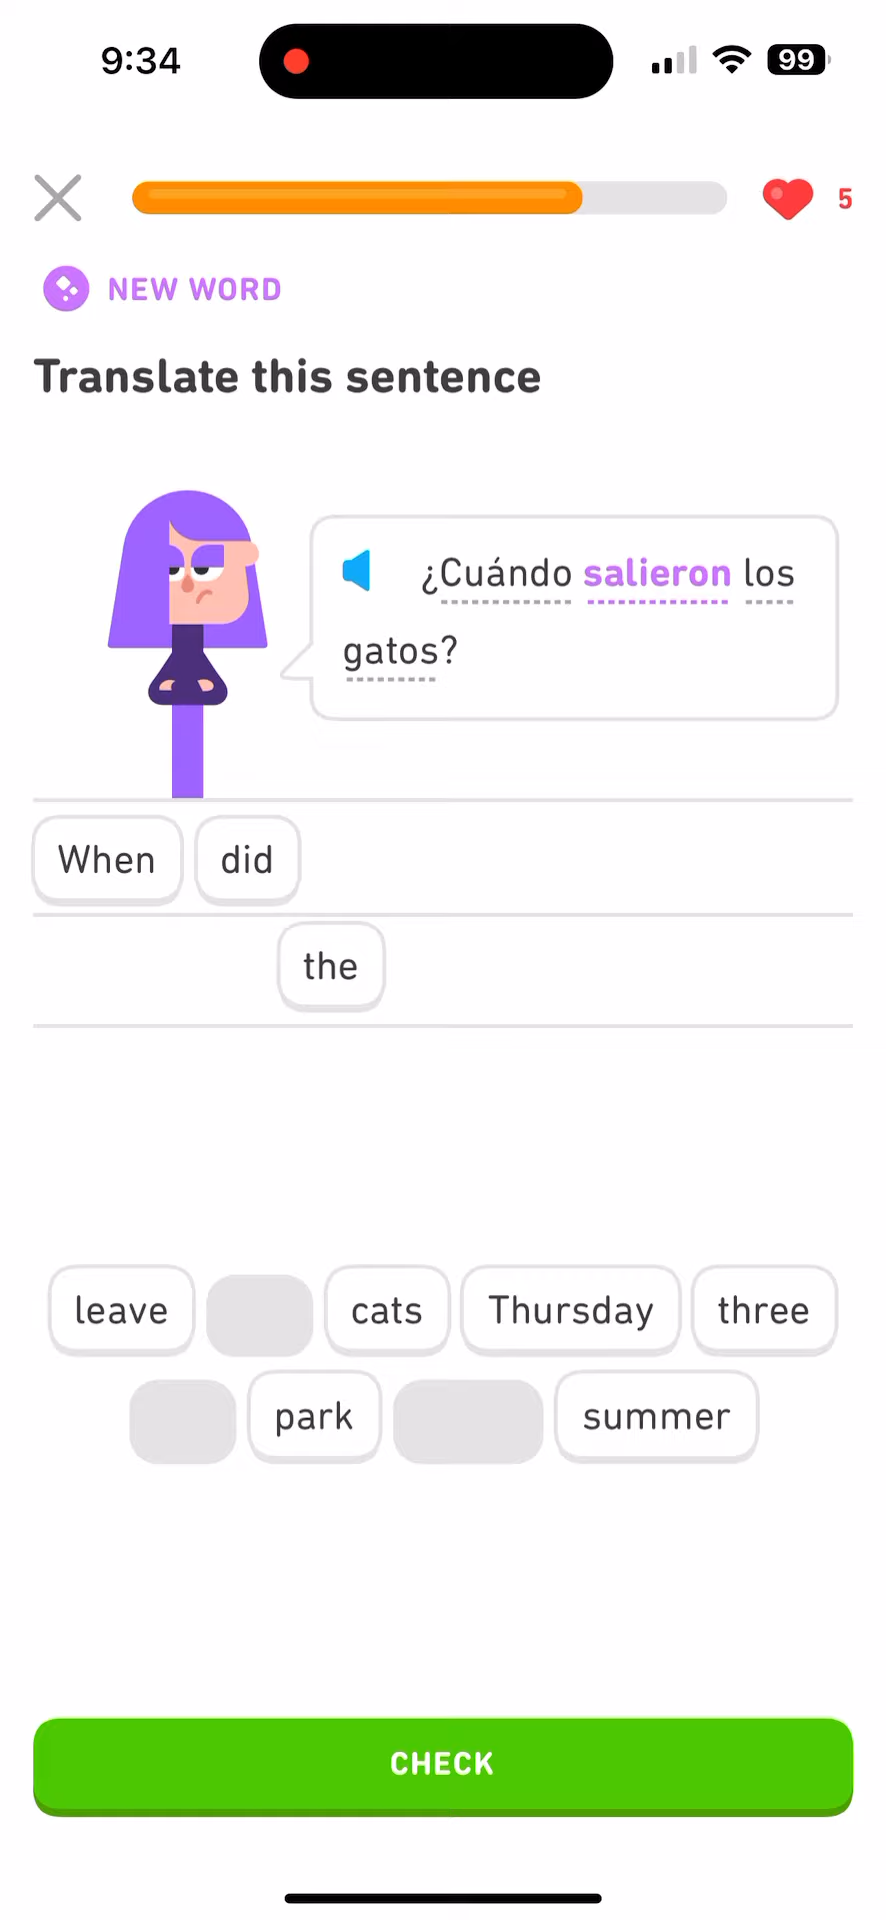 9:34
99
5
NEW WORD
Translate this sentence
¿Cuándo salieron los
gatos?
When did
the
leave cats Thursday three
park summer
CHECK